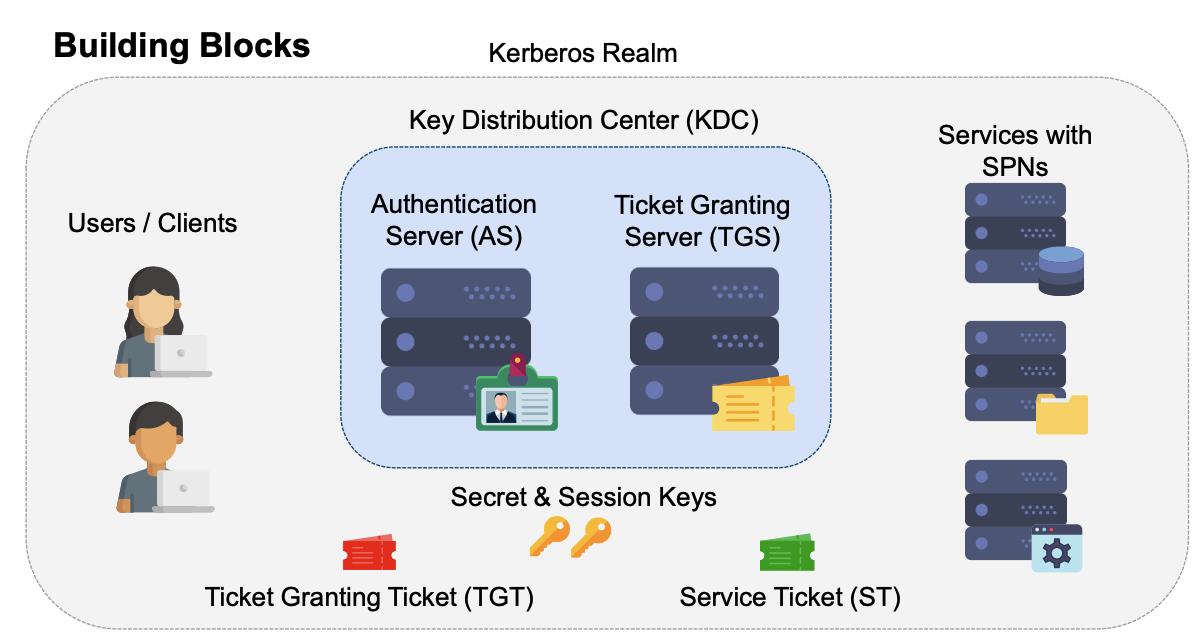 Building Blocks
Kerberos Realm
Key Distribution Center (KDC)
Services with
SPNs
Users / Clients
Authentication
Server (AS)
Ticket Granting
Server (TGS)
Secret & Session Keys
Ticket Granting Ticket (TGT)
Service Ticket (ST)